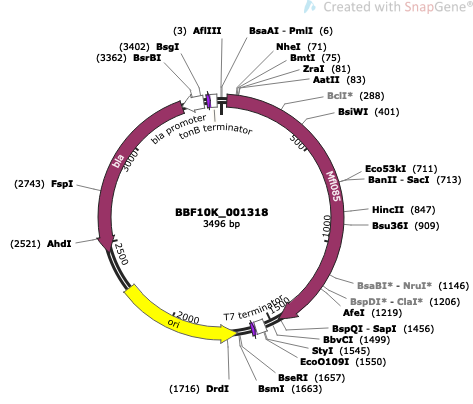 Created with SnapGene®
(3) AflIII
BsaAI - PmlI (6)
(3402) BsgI
NheI (71)
(3362) BsrBI
BmtI (75)
ZraI (81)
AatII (83)
BclI* (288)
BsiWI (401)
bla promoter
tonB terminator
500
3000
bla
Mfl085
Eco53kI (711)
BanII - SacI (713)
(2743) FspI
HincII (847)
BBF10K_001318
3496 bp
Bsu36I (909)
1000
(2521) AhdI
2500
BsaBI* - NruI* (1146)
BspDI* - ClaI* (1206)
AfeI (1219)
T7 terminator
1500
2000
ori
BspQI - SapI (1456)
BbvCI (1499)
StyI (1545)
EcoO109I (1550)
BseRI (1657)
(1716) DrdI
BsmI (1663)